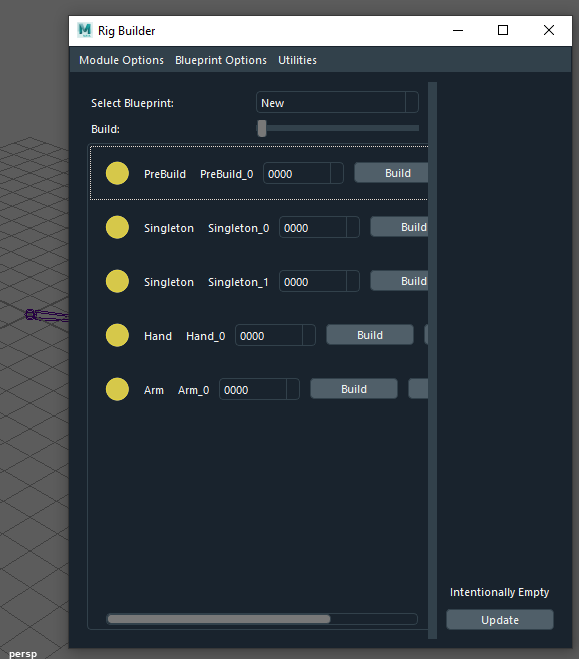 Rig Builder
Module Options Blueprint Options Utilities
Select Blueprint: New
Build:
PreBuild PreBuild_0 0000 Build
Singleton Singleton_0 0000 Build
Singleton Singleton_1 0000 Build
Hand Hand_0 0000 Build
Arm Arm_0 0000 Build
Intentionally Empty
Update
persp